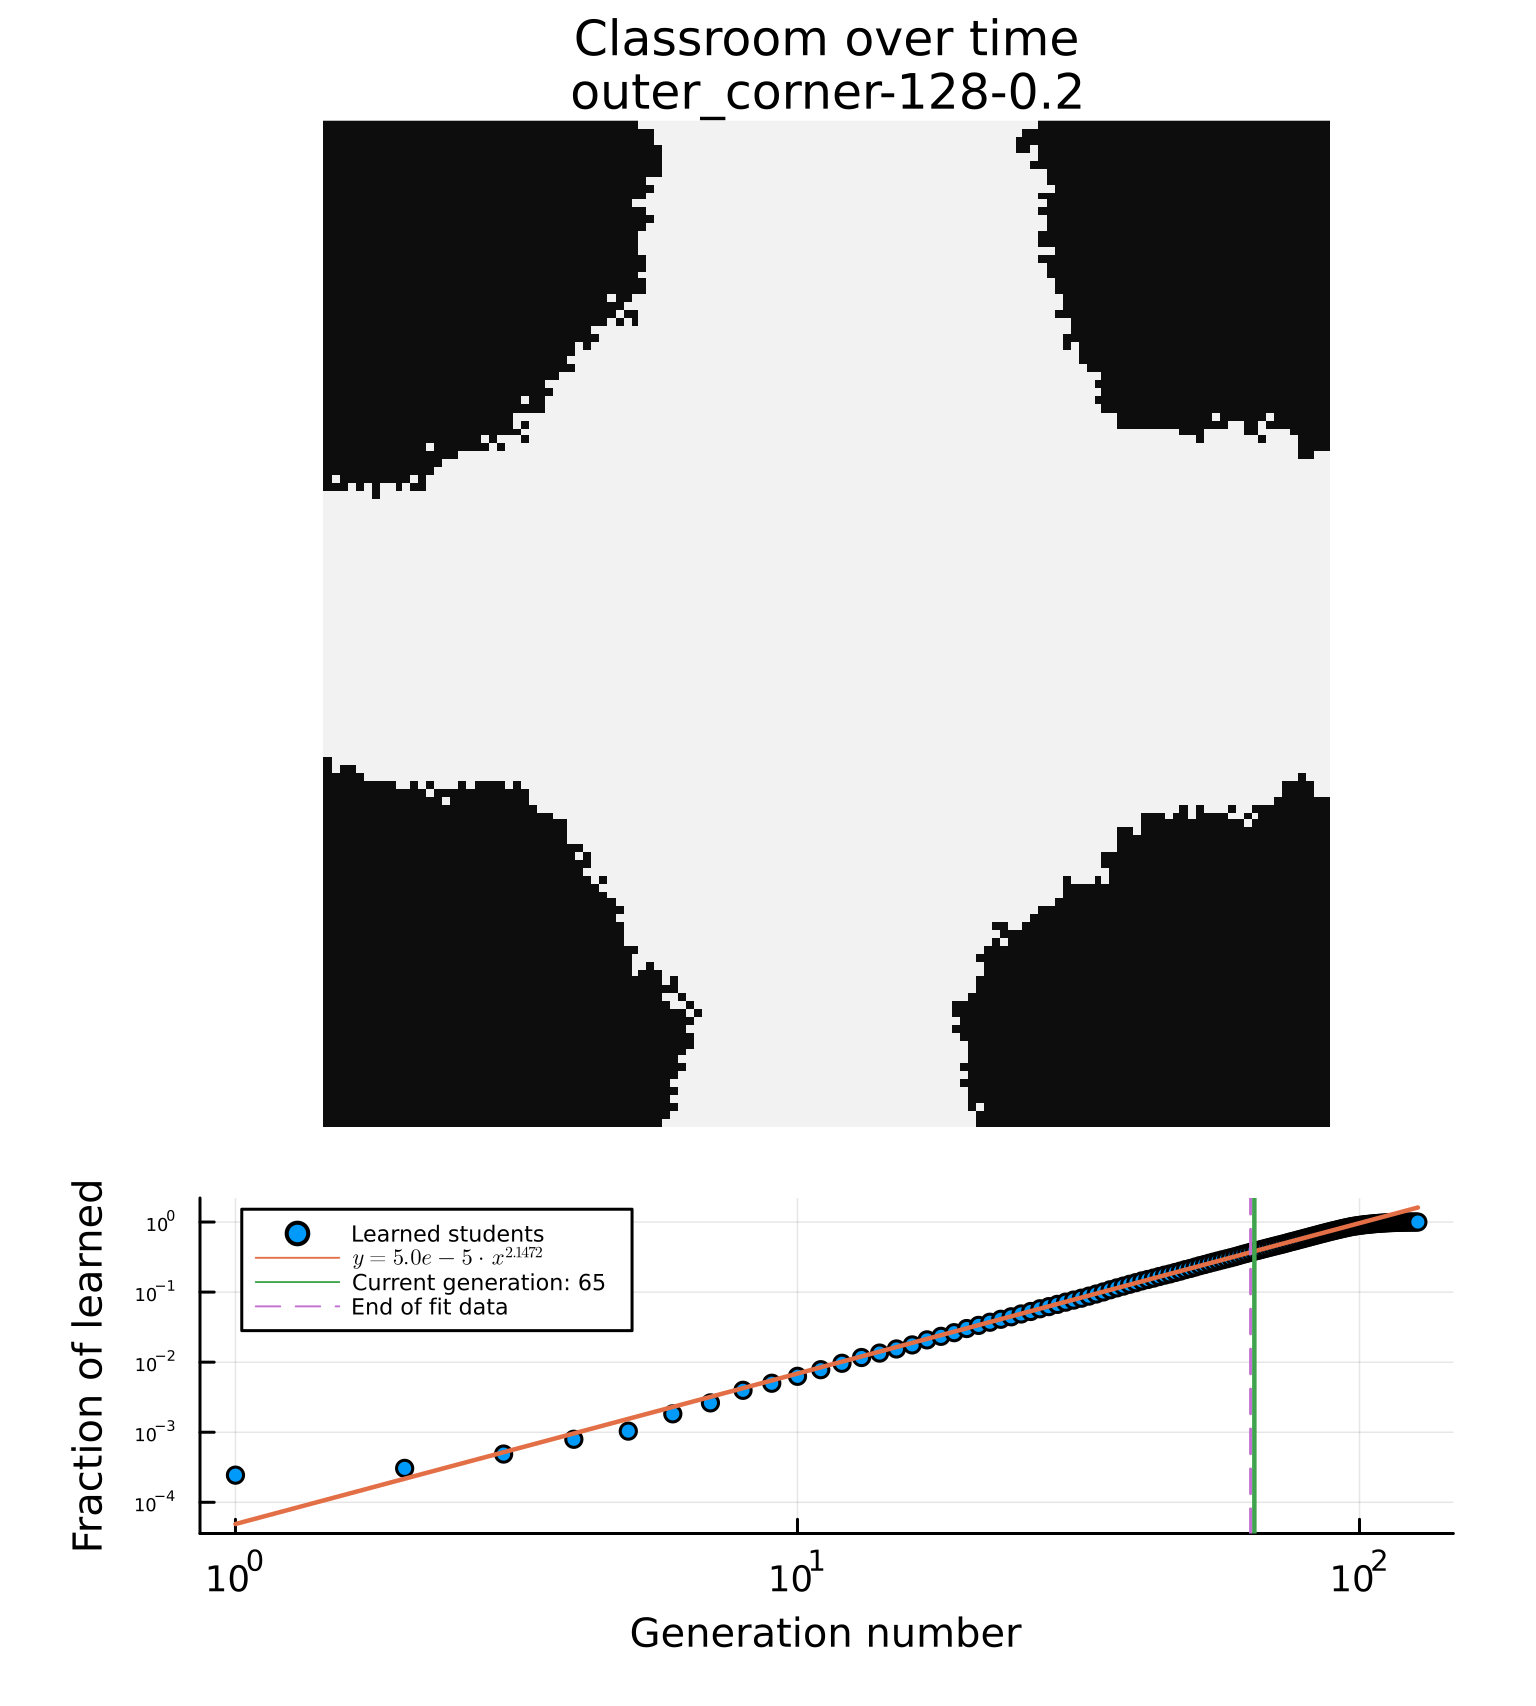 Classroom over time
outer_corner-128-0.2
Fraction of learned
10^0
10^−1
10^−2
10^−3
10^−4
Learned students
y = 5.0e − 5 · x^2.1472
Current generation: 65
End of fit data
10^0
10^1
10^2
Generation number